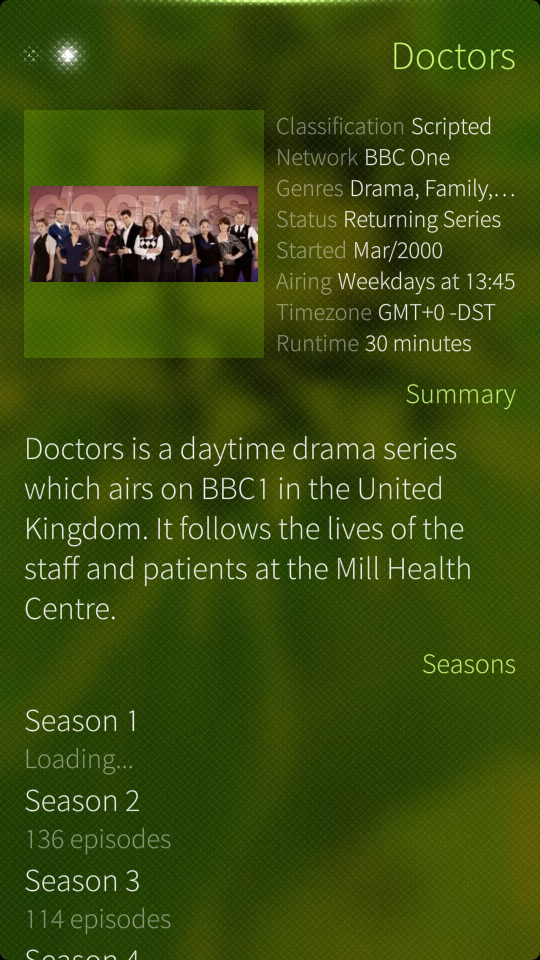 Doctors
doctors
Classification Scripted
Network BBC One
Genres Drama, Family,…
Status Returning Series
Started Mar/2000
Airing Weekdays at 13:45
Timezone GMT+0 -DST
Runtime 30 minutes
Summary
Doctors is a daytime drama series
which airs on BBC1 in the United
Kingdom. It follows the lives of the
staff and patients at the Mill Health
Centre.
Seasons
Season 1
Loading...
Season 2
136 episodes
Season 3
114 episodes
Season 4